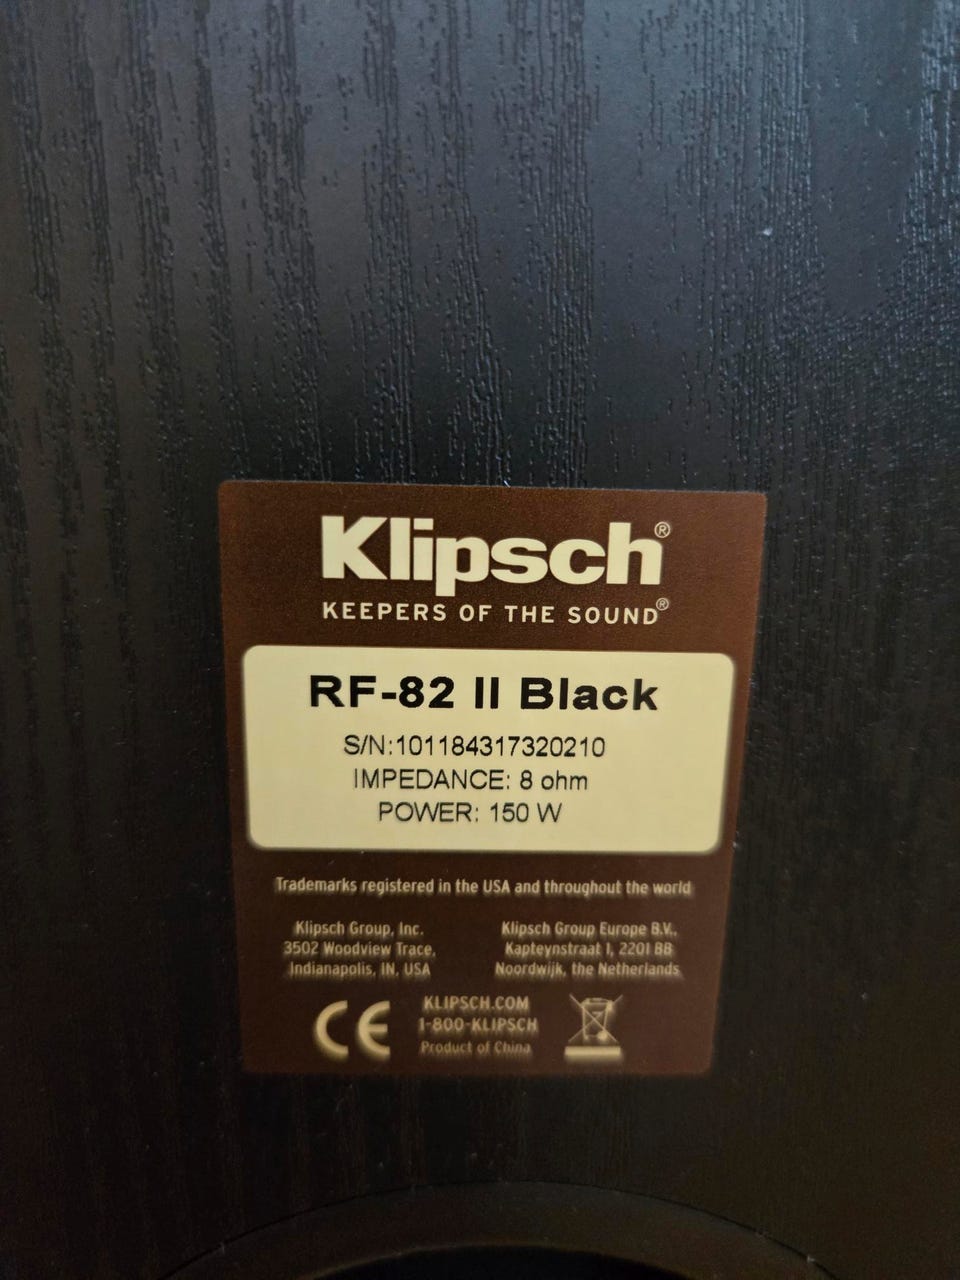 Klipsch®
KEEPERS OF THE SOUND®
RF-82 II Black
S/N:101184317320210
IMPEDANCE: 8 ohm
POWER: 150 W
Trademarks registered in the USA and throughout the world
Klipsch Group, Inc.
3502 Woodview Trace,
Indianapolis, IN, USA
Klipsch Group Europe B.V.,
Kapteynstraat 1, 2201 BB
Noordwijk, the Netherlands
CE
KLIPSCH.COM
1-800-KLIPSCH
Product of China